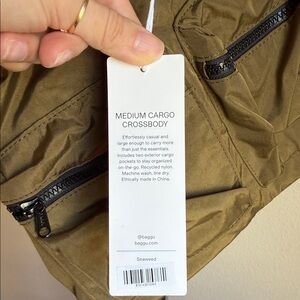 MEDIUM CARGO
CROSSBODY
Effortlessly casual and
large enough to carry more
than just the essentials.
Includes two exterior cargo
pockets to stay organized
on-the-go. Recycled nylon.
Machine wash, line dry.
Ethically made in China.
@baggu
baggu.com
Seaweed